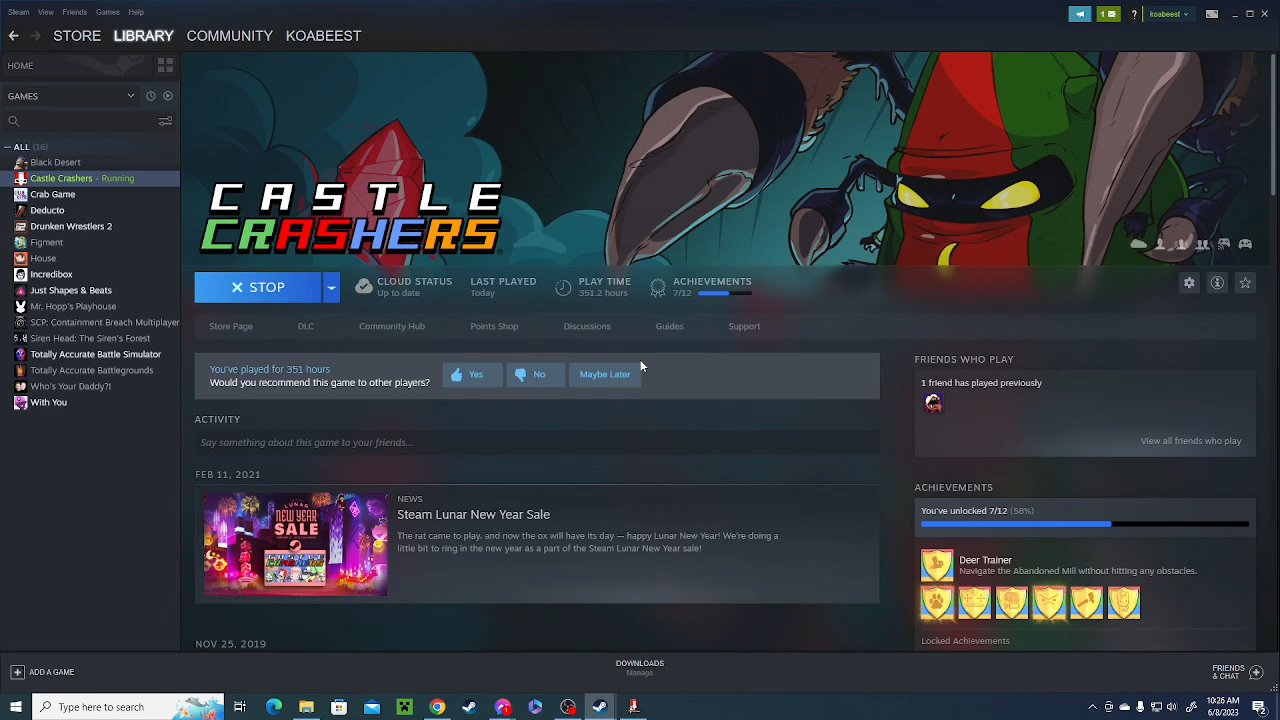 Steam View Friends Games Help
1
?
koabeest
STORE LIBRARY COMMUNITY KOABEEST
HOME
GAMES
ALL (16)
Black Desert
Castle Crashers - Running
Crab Game
Deducto
Drunken Wrestlers 2
Figment
House
Incredibox
Just Shapes & Beats
Mr. Hopp's Playhouse
SCP: Containment Breach Multiplayer
Siren Head: The Siren's Forest
Totally Accurate Battle Simulator
Totally Accurate Battlegrounds
Who's Your Daddy?!
With You
CASTLE
CRASHERS
STOP
CLOUD STATUS
Up to date
LAST PLAYED
Today
PLAY TIME
351.2 hours
ACHIEVEMENTS
7/12
Store Page DLC Community Hub Points Shop Discussions Guides Support
You've played for 351 hours
Would you recommend this game to other players?
Yes No Maybe Later
ACTIVITY
Say something about this game to your friends...
FEB 11, 2021
LUNAR
NEW YEAR
SALE
NEWS
Steam Lunar New Year Sale
The rat came to play, and now the ox will have its day — happy Lunar New Year! We're doing a
little bit to ring in the new year as a part of the Steam Lunar New Year sale!
NOV 25, 2019
FRIENDS WHO PLAY
1 friend has played previously
View all friends who play
ACHIEVEMENTS
You've unlocked 7/12 (58%)
Deer Trainer
Navigate the Abandoned Mill without hitting any obstacles.
Locked Achievements
ADD A GAME
DOWNLOADS
Manage
FRIENDS
& CHAT
Type here to search
1
10:26 AM
6/9/2023